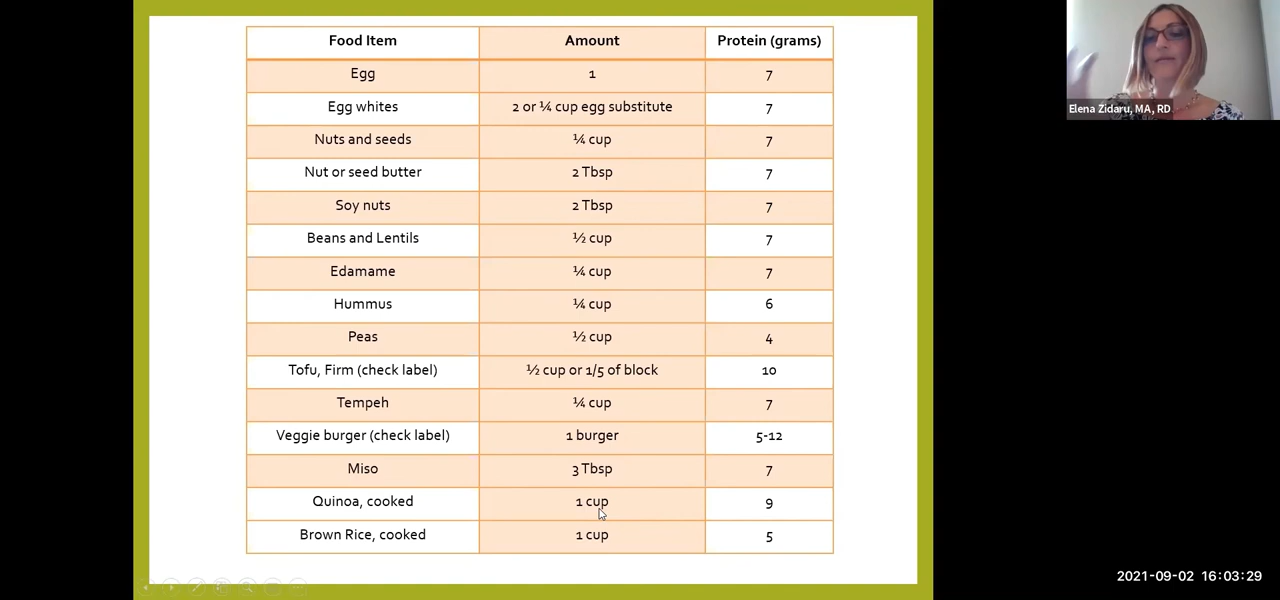 Food Item Amount Protein (grams)
Egg 1 7
Egg whites 2 or ¼ cup egg substitute 7
Nuts and seeds ¼ cup 7
Nut or seed butter 2 Tbsp 7
Soy nuts 2 Tbsp 7
Beans and Lentils ½ cup 7
Edamame ¼ cup 7
Hummus ¼ cup 6
Peas ½ cup 4
Tofu, Firm (check label) ½ cup or 1/5 of block 10
Tempeh ¼ cup 7
Veggie burger (check label) 1 burger 5-12
Miso 3 Tbsp 7
Quinoa, cooked 1 cup 9
Brown Rice, cooked 1 cup 5
Elena Zidaru, MA, RD
2021-09-02 16:03:29